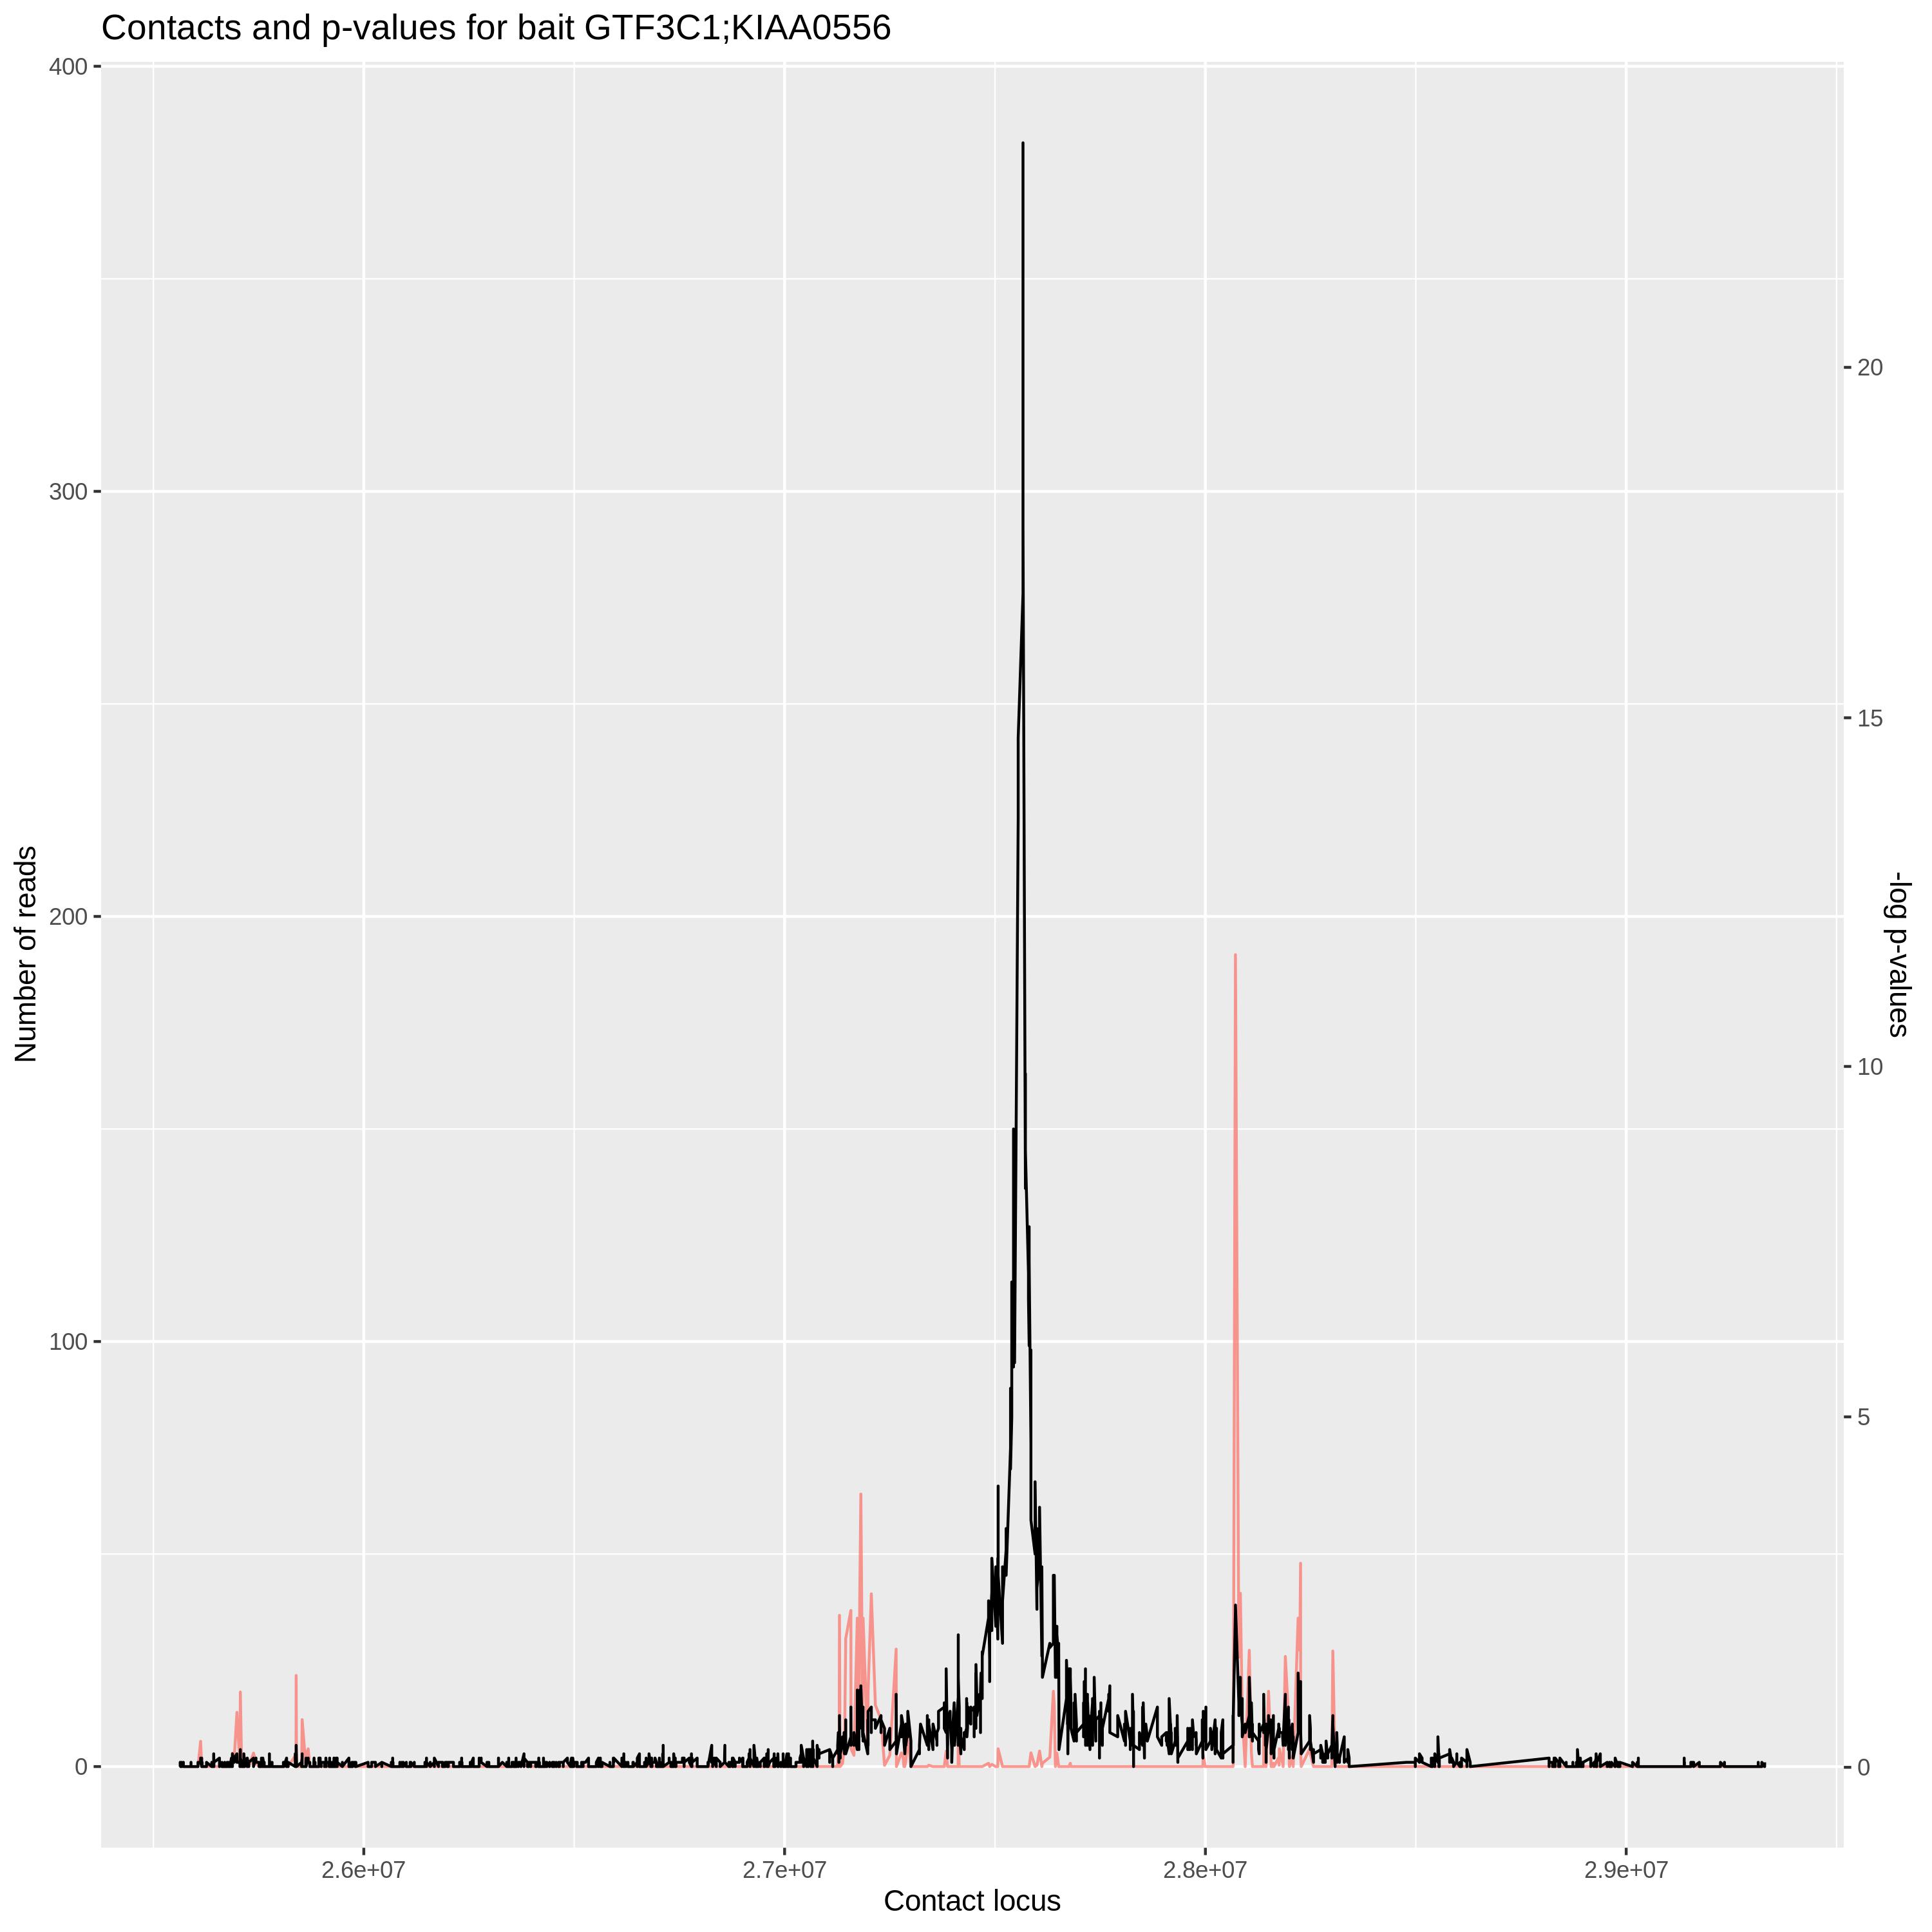 Contacts and p-values for bait GTF3C1;KIAA0556
400
300
200
100
0
Number of reads
20
15
10
5
0
-log p-values
2.6e+07
2.7e+07
2.8e+07
2.9e+07
Contact locus